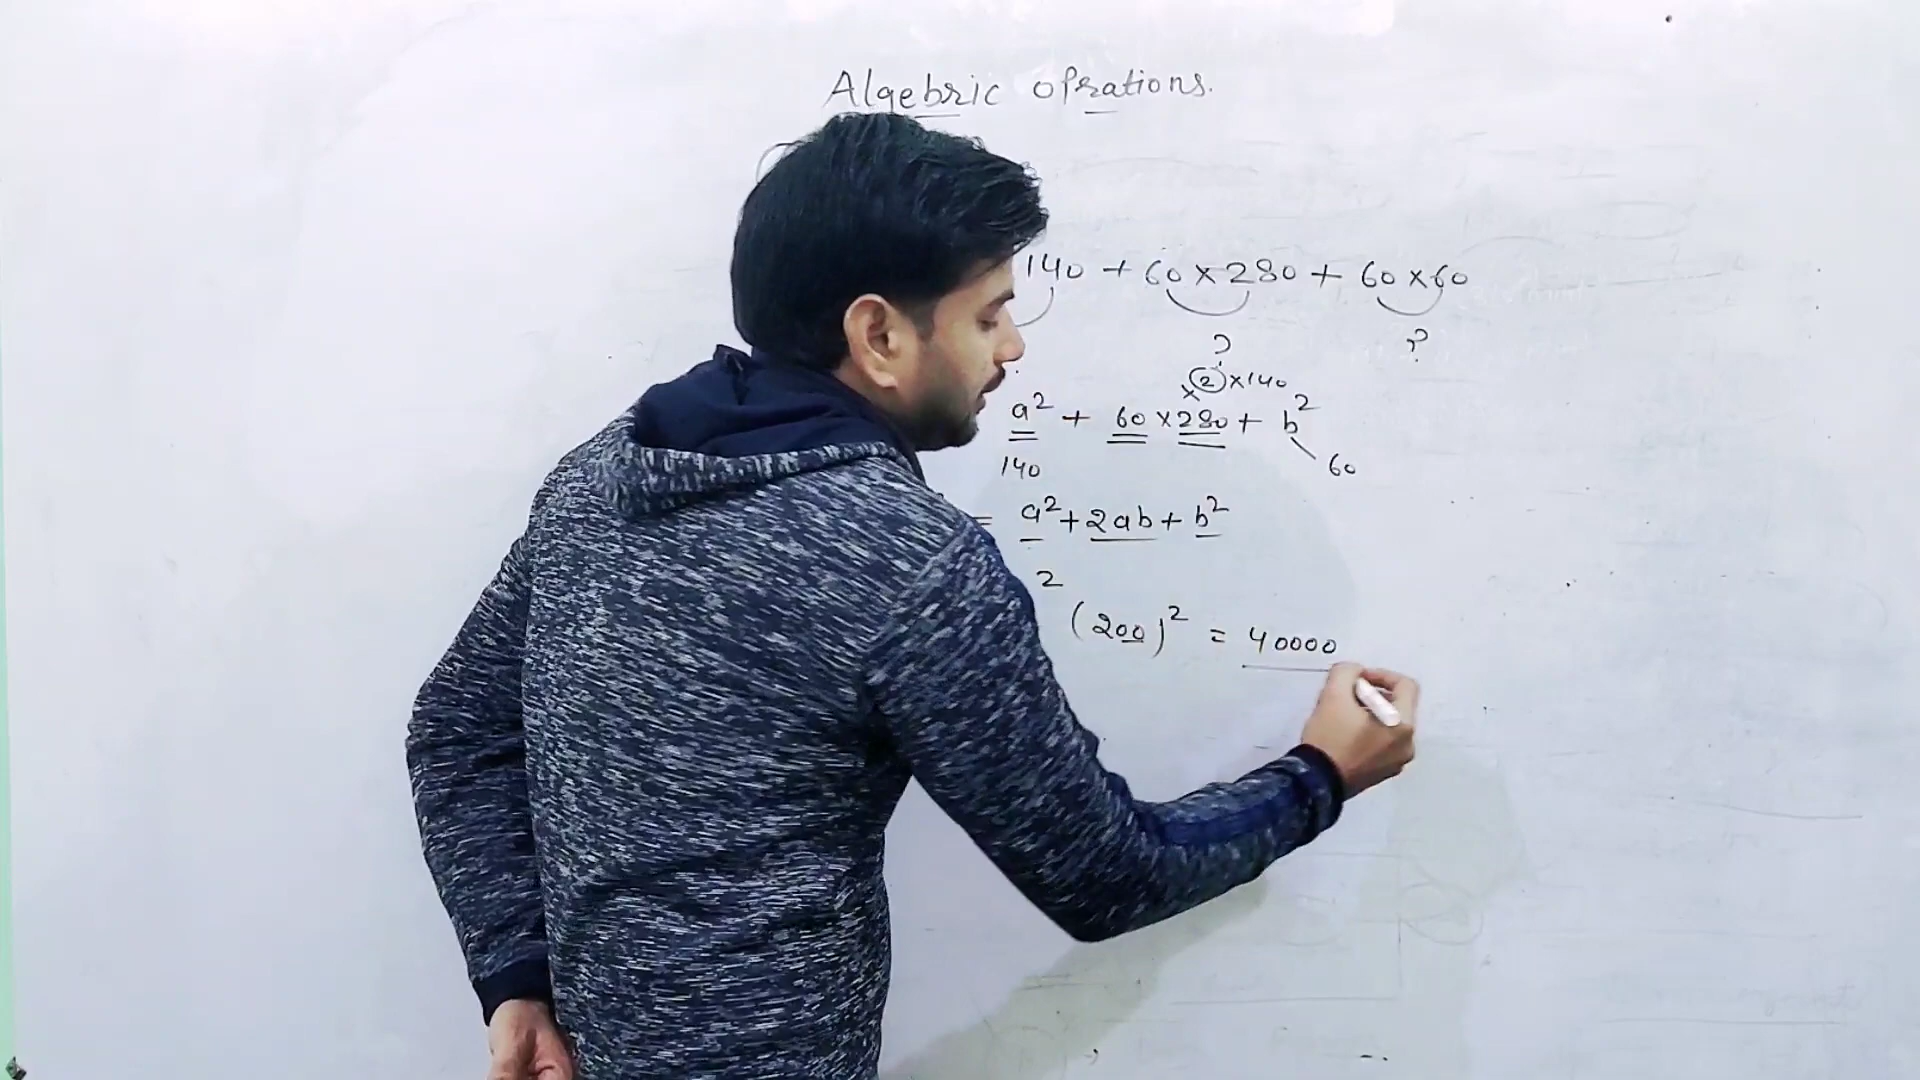 Algebric oprations.
140 + 60 × 280 + 60 × 60
? ?
× 2 × 140
a² + 60 × 280 + b²
140 60
= a² + 2ab + b²
2
(200)² = 40000